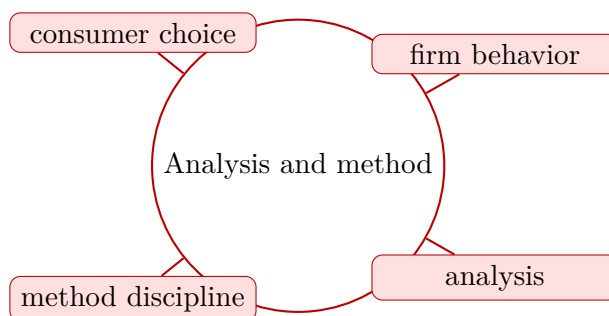 consumer choice
firm behavior
Analysis and method
analysis
method discipline